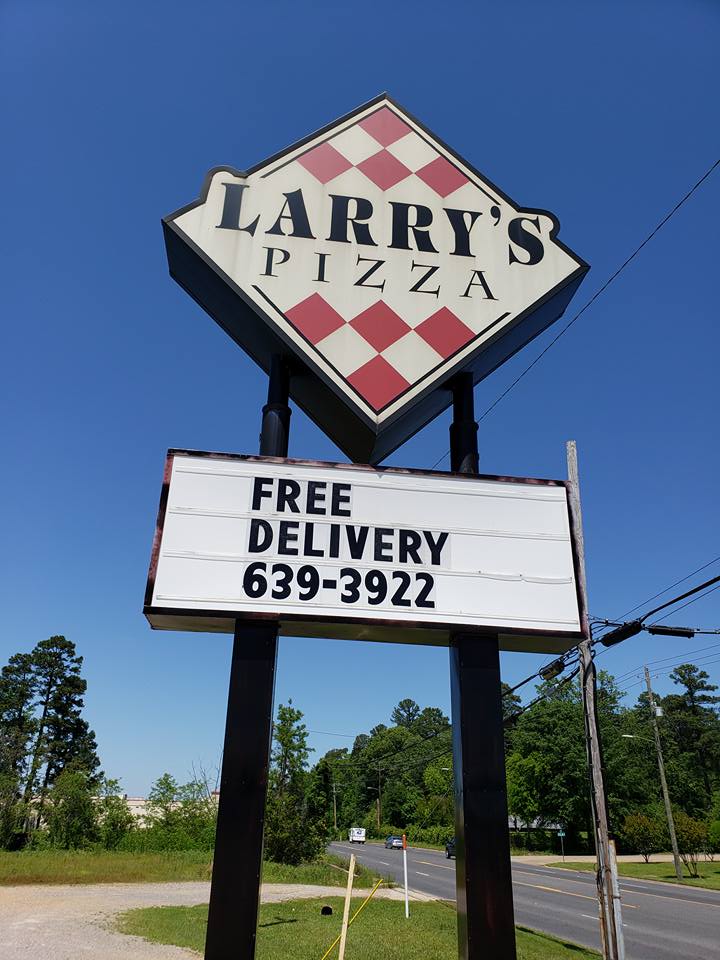 LARRY'S
PIZZA
FREE
DELIVERY
639-3922